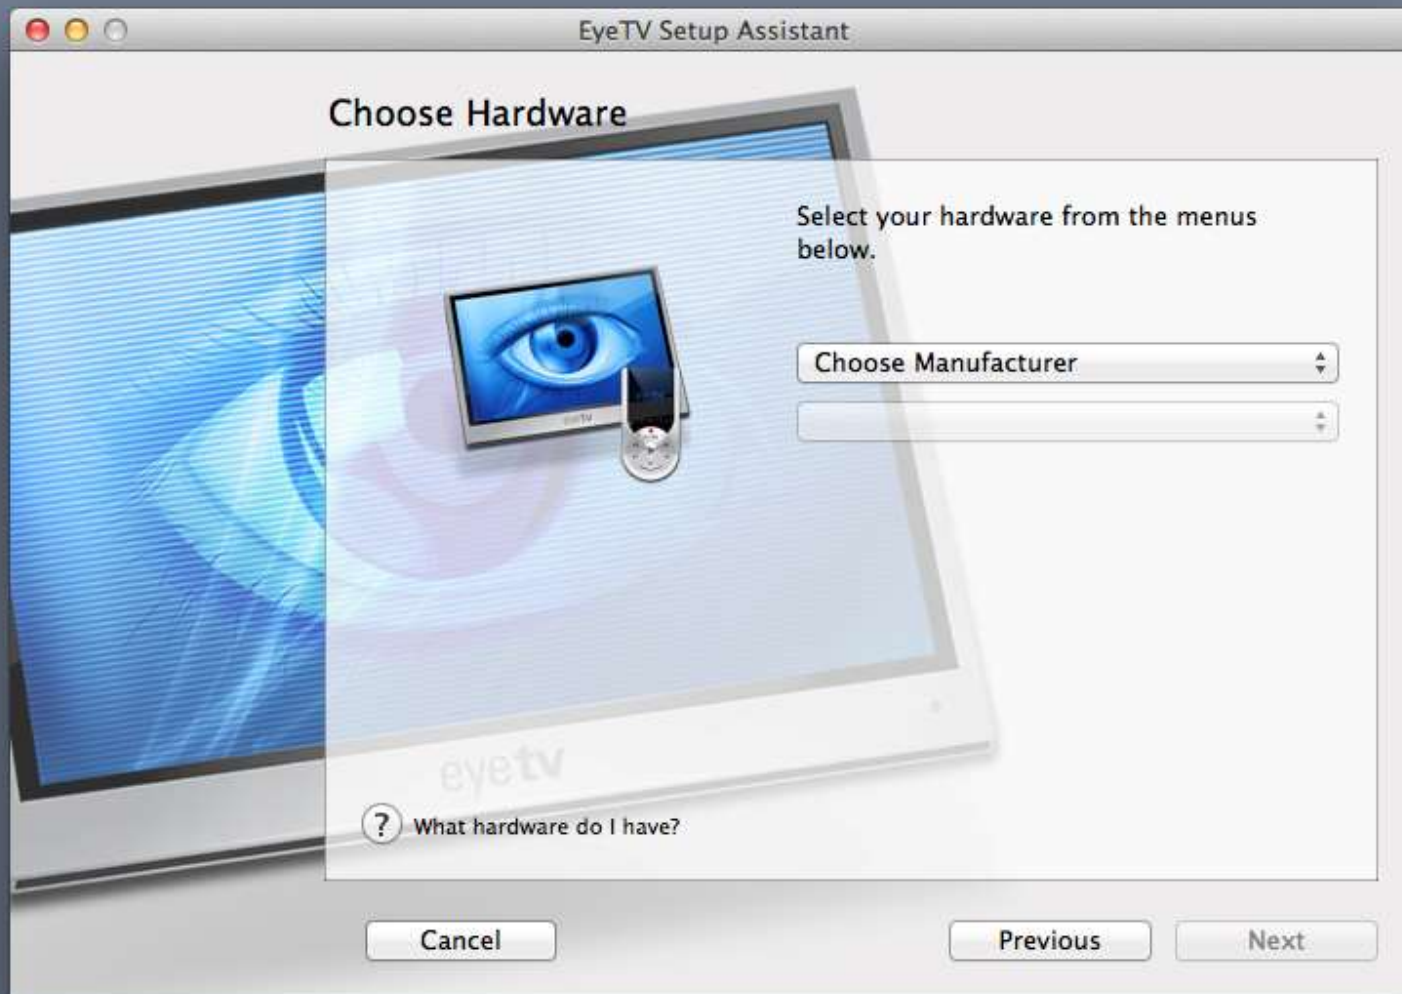 EyeTV Setup Assistant
Choose Hardware
Select your hardware from the menus
below.
Choose Manufacturer
eyetv
eyetv
? What hardware do I have?
Cancel
Previous
Next